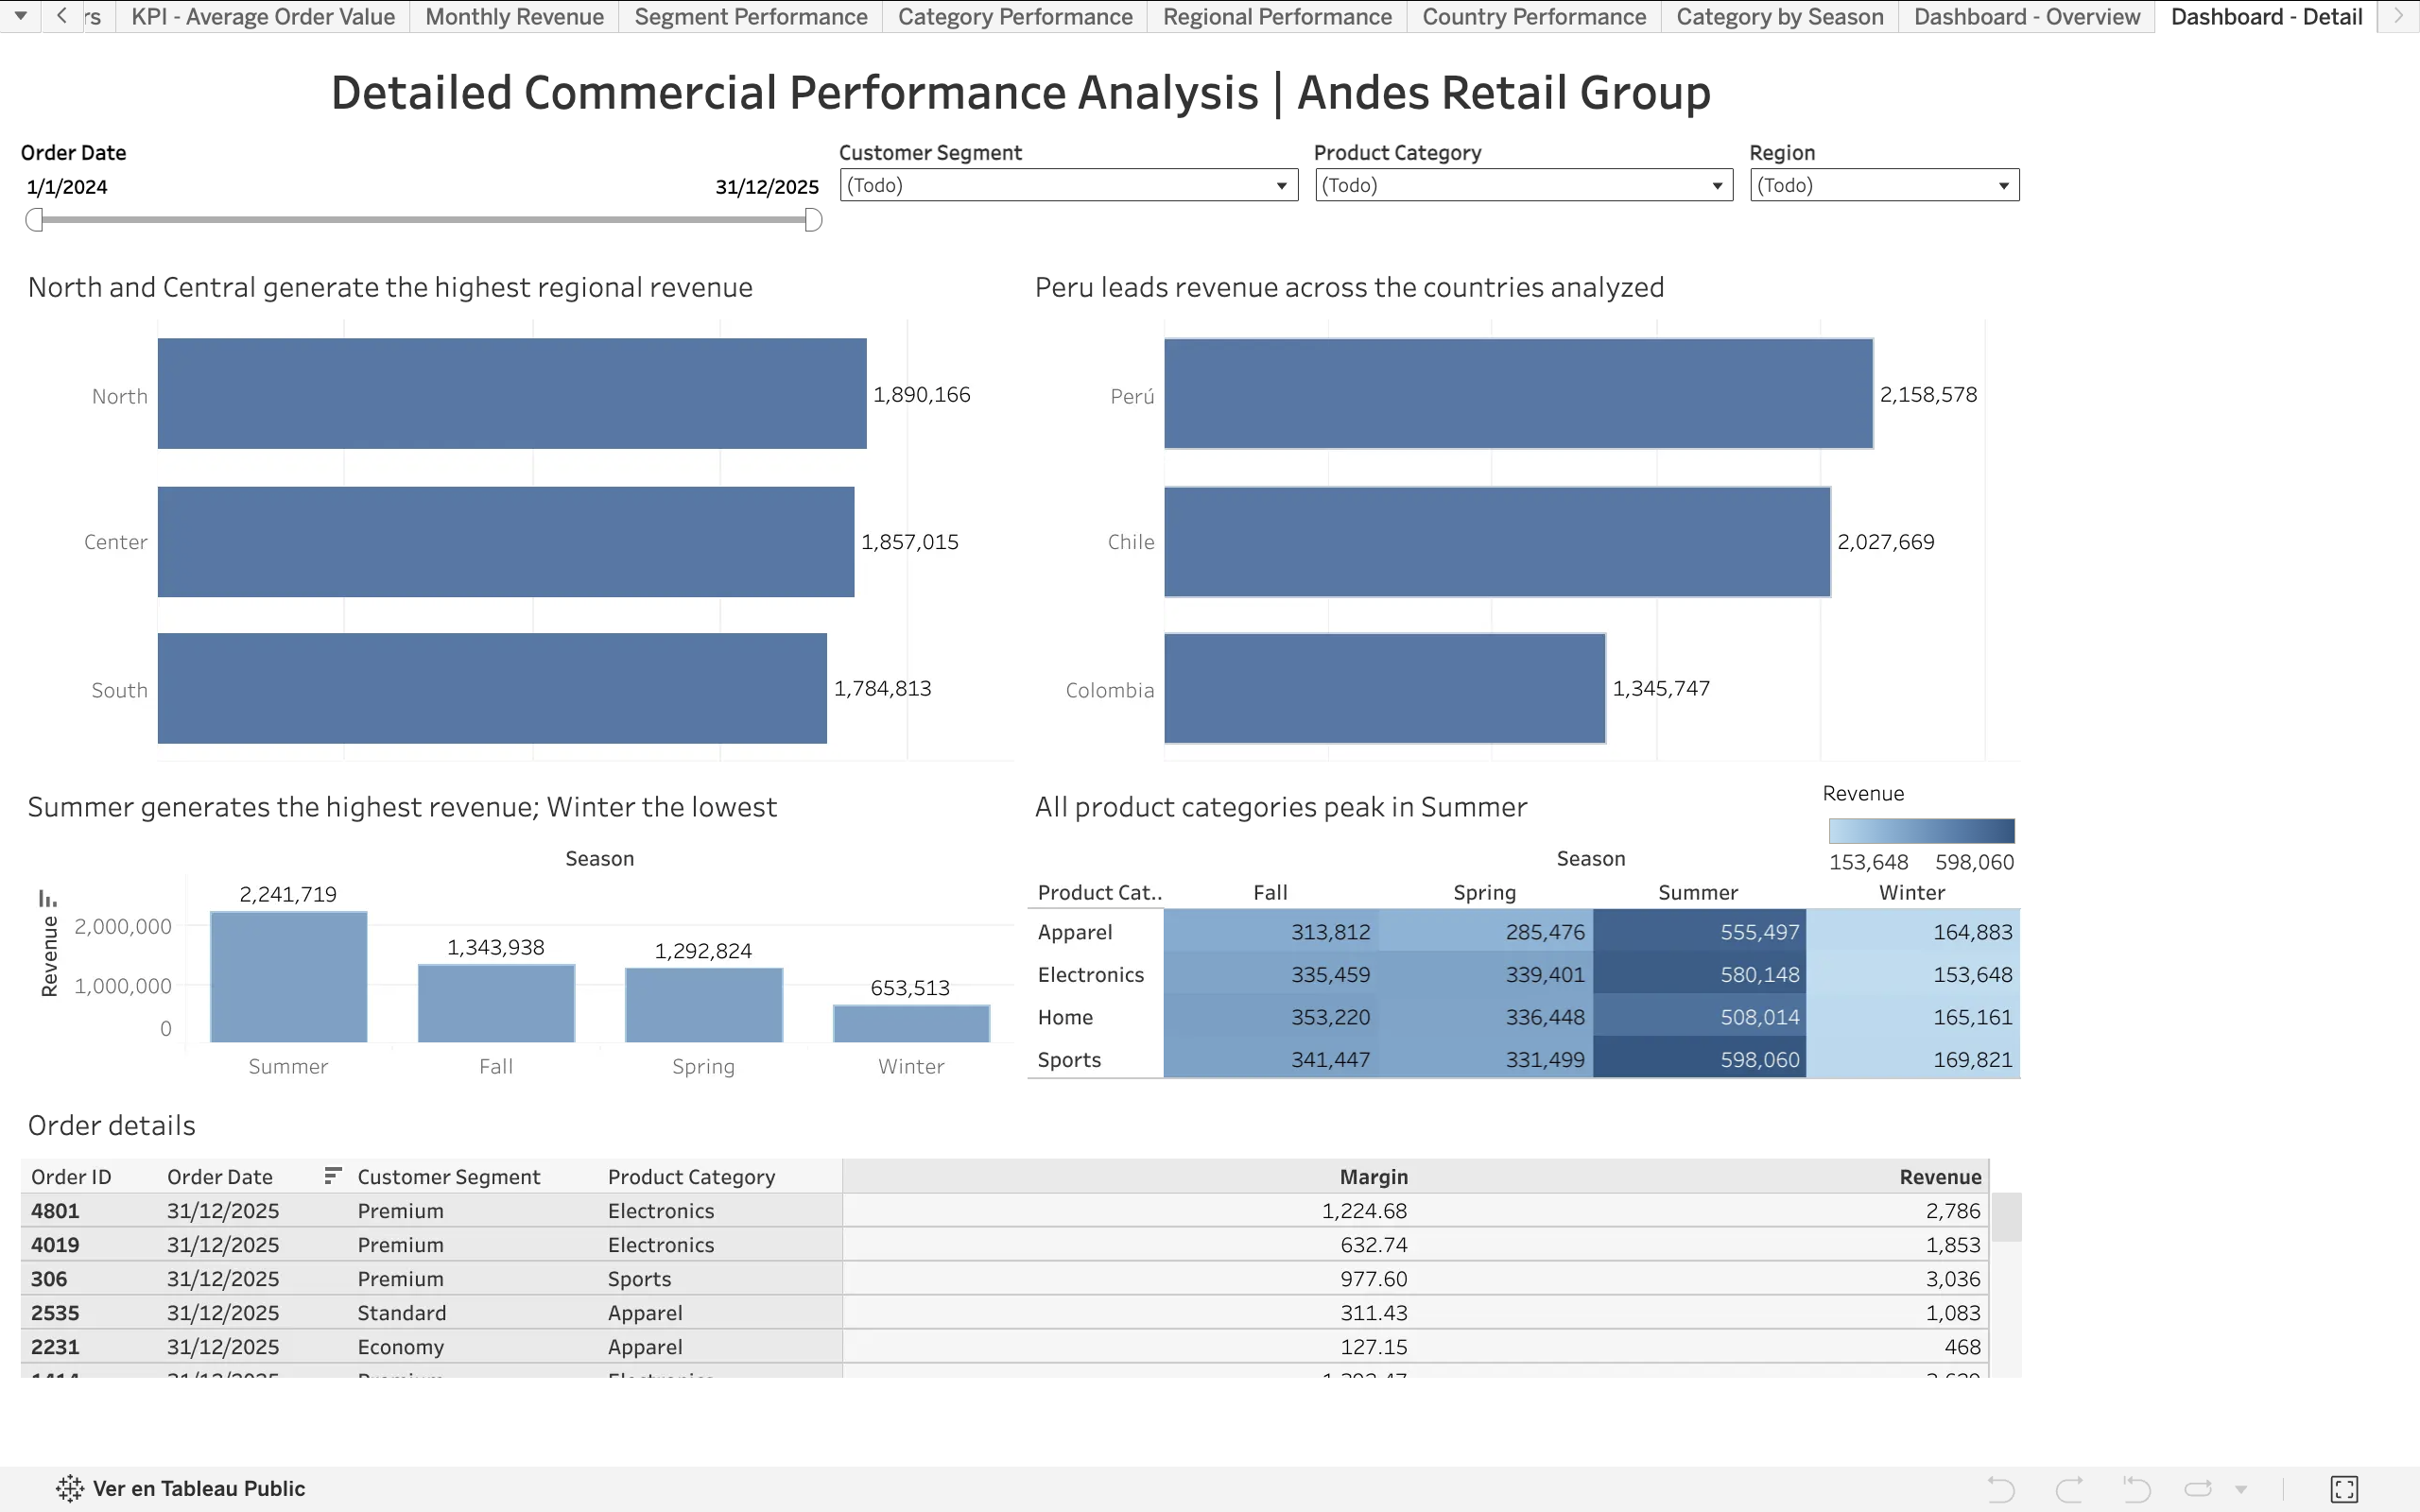 rs KPI - Average Order Value Monthly Revenue Segment Performance Category Performance Regional Performance Country Performance Category by Season Dashboard - Overview Dashboard - Detail
Detailed Commercial Performance Analysis | Andes Retail Group
Order Date Customer Segment Product Category Region
1/1/2024 31/12/2025 (Todo) (Todo) (Todo)
North and Central generate the highest regional revenue
North 1,890,166
Center 1,857,015
South 1,784,813
Peru leads revenue across the countries analyzed
Perú 2,158,578
Chile 2,027,669
Colombia 1,345,747
Summer generates the highest revenue; Winter the lowest
Season
Revenue
2,000,000
1,000,000
0
2,241,719 1,343,938 1,292,824 653,513
Summer Fall Spring Winter
All product categories peak in Summer
Revenue
153,648 598,060
Season
Product Cat.. Fall Spring Summer Winter
Apparel 313,812 285,476 555,497 164,883
Electronics 335,459 339,401 580,148 153,648
Home 353,220 336,448 508,014 165,161
Sports 341,447 331,499 598,060 169,821
Order details
Order ID Order Date Customer Segment Product Category Margin Revenue
4801 31/12/2025 Premium Electronics 1,224.68 2,786
4019 31/12/2025 Premium Electronics 632.74 1,853
306 31/12/2025 Premium Sports 977.60 3,036
2535 31/12/2025 Standard Apparel 311.43 1,083
2231 31/12/2025 Economy Apparel 127.15 468
Ver en Tableau Public